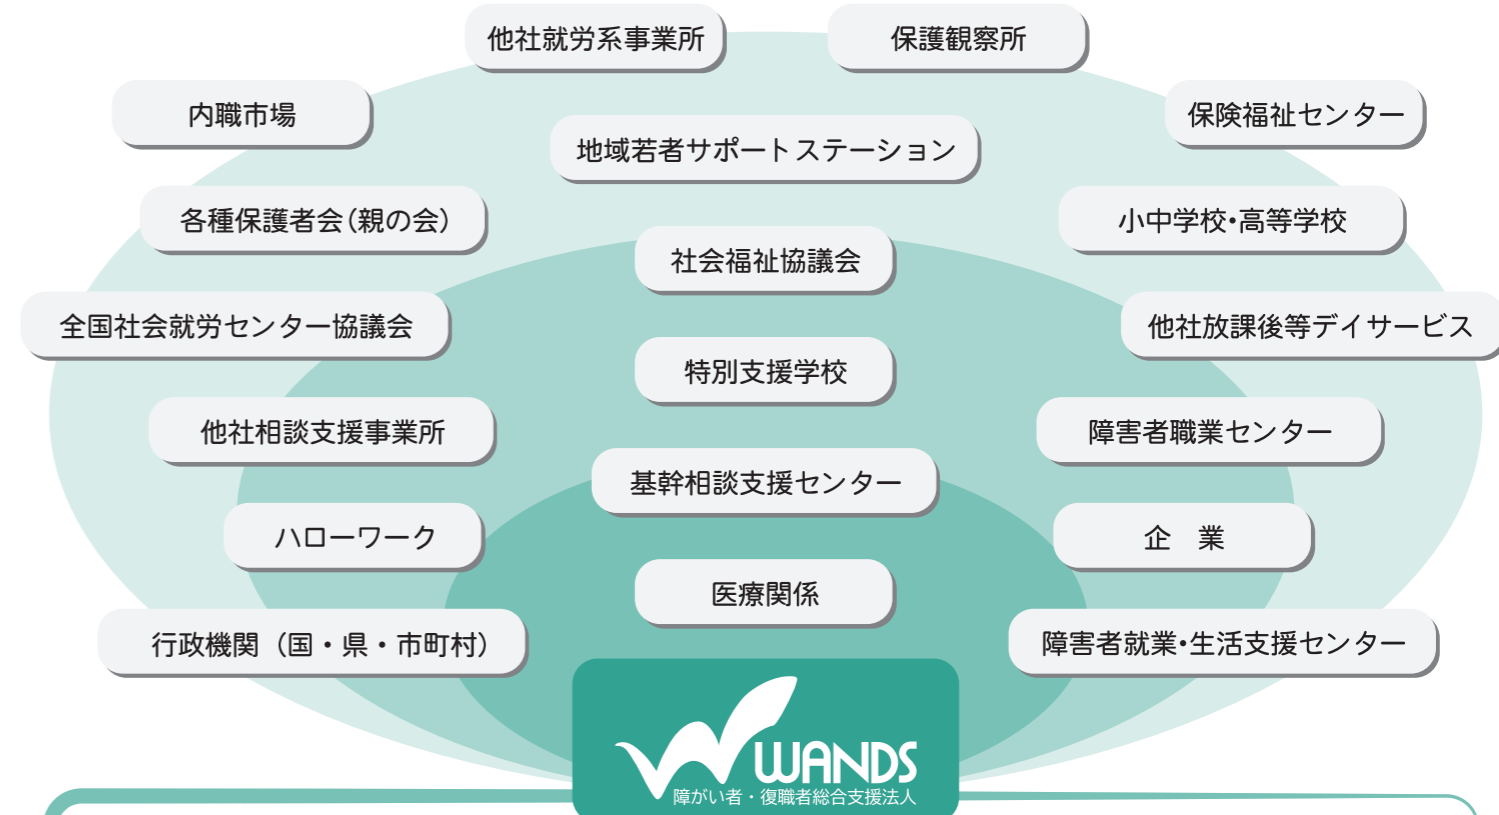 他社就労系事業所
保護観察所
内職市場
保険福祉センター
地域若者サポートステーション
各種保護者会(親の会)
小中学校・高等学校
社会福祉協議会
全国社会就労センター協議会
他社放課後等デイサービス
特別支援学校
他社相談支援事業所
障害者職業センター
基幹相談支援センター
ハローワーク
企　業
医療関係
行政機関（国・県・市町村）
障害者就業・生活支援センター
WANDS
障がい者・復職者総合支援法人